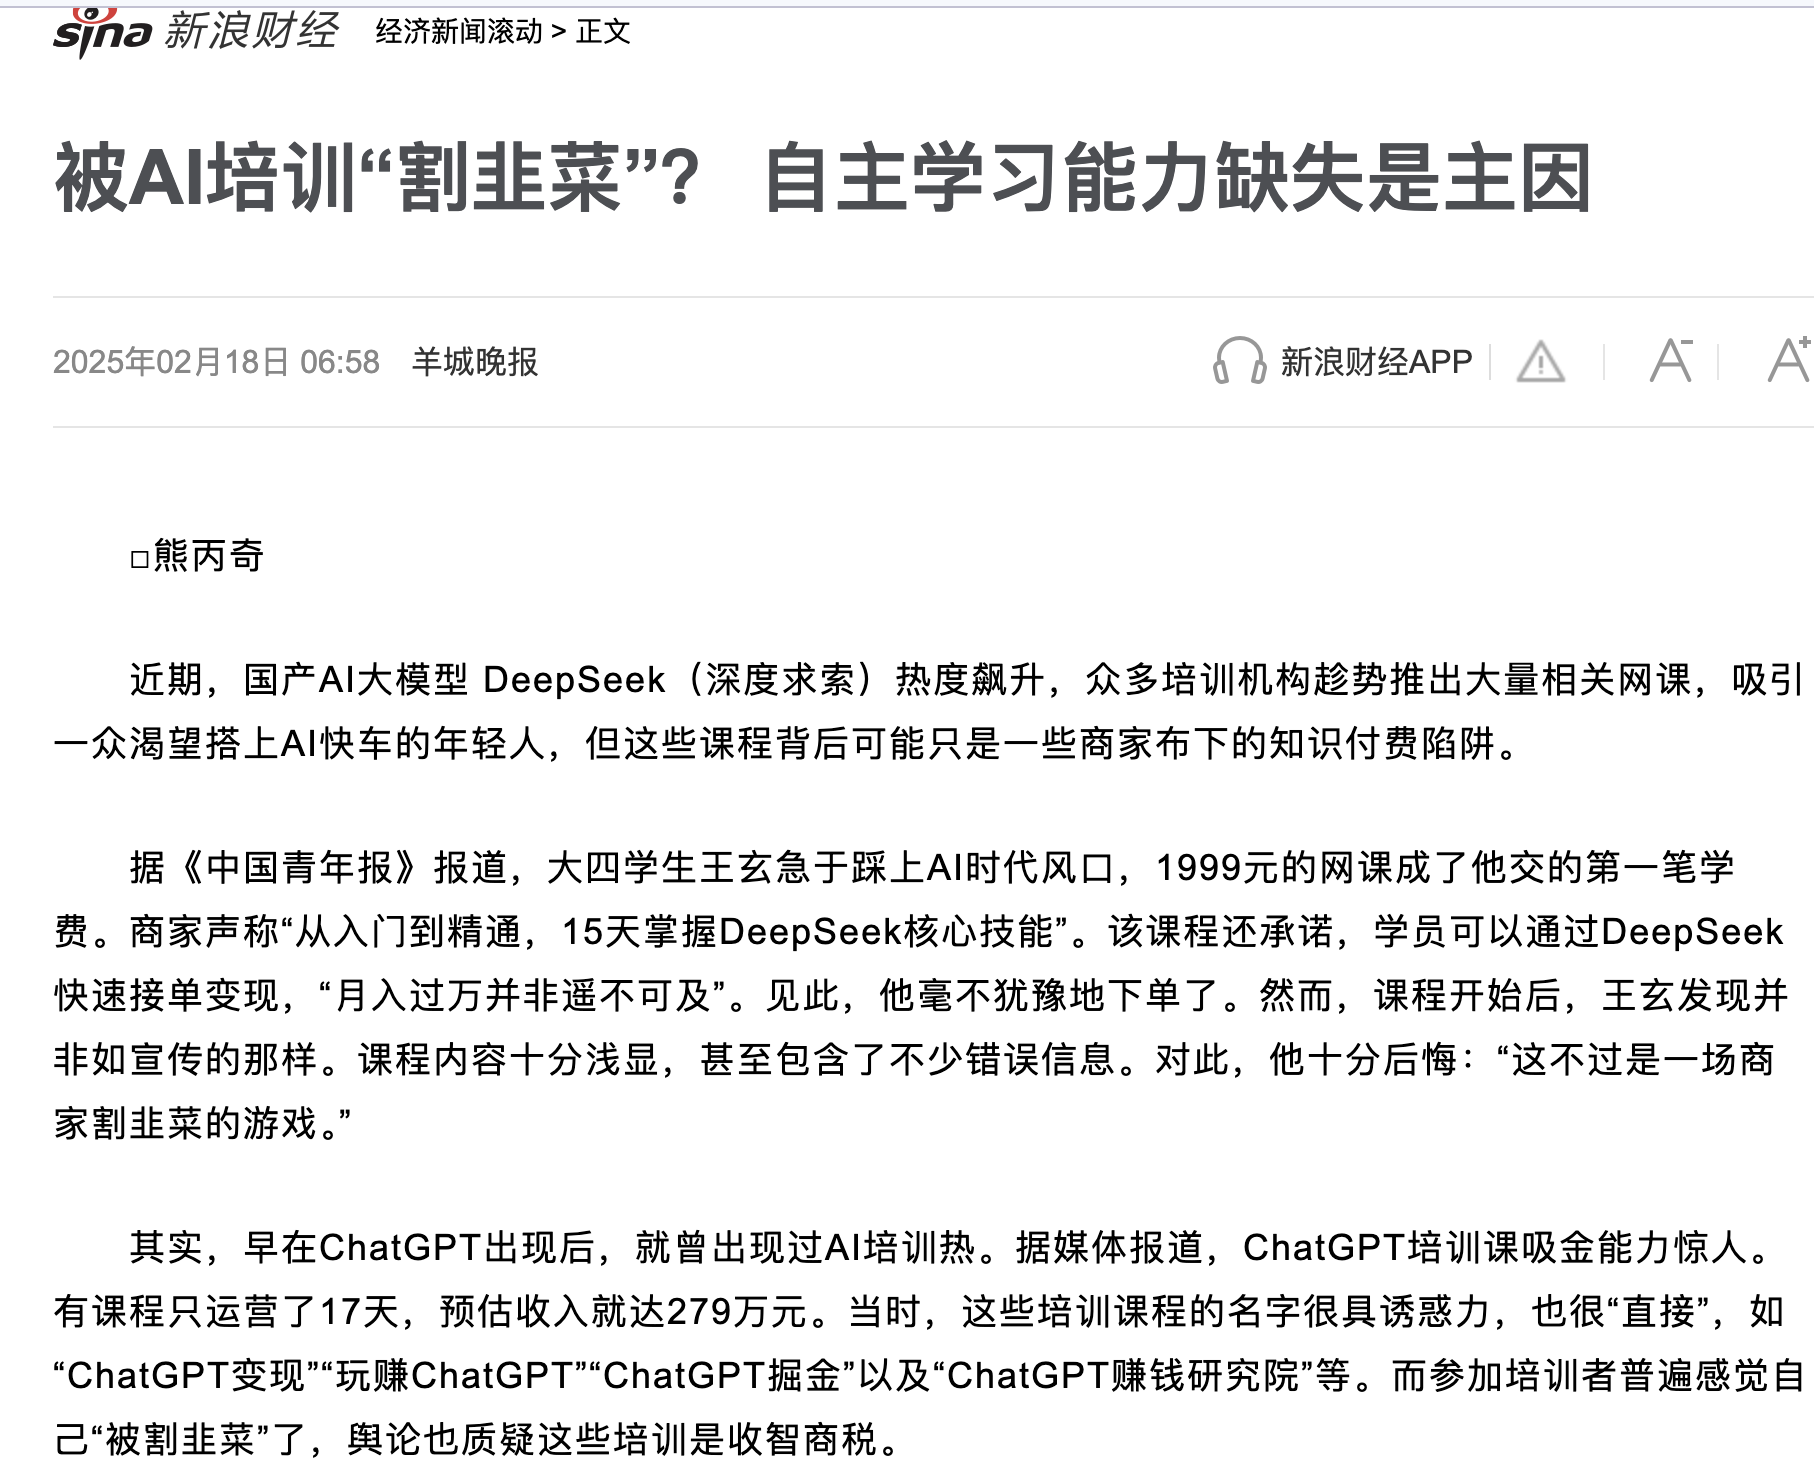 sina 新浪财经 经济新闻滚动 > 正文
被AI培训“割韭菜”？ 自主学习能力缺失是主因
2025年02月18日 06:58 羊城晚报 新浪财经APP A- A+
□熊丙奇
近期，国产AI大模型 DeepSeek（深度求索）热度飙升，众多培训机构趁势推出大量相关网课，吸引
一众渴望搭上AI快车的年轻人，但这些课程背后可能只是一些商家布下的知识付费陷阱。
据《中国青年报》报道，大四学生王玄急于踩上AI时代风口，1999元的网课成了他交的第一笔学
费。商家声称“从入门到精通，15天掌握DeepSeek核心技能”。该课程还承诺，学员可以通过DeepSeek
快速接单变现，“月入过万并非遥不可及”。见此，他毫不犹豫地下单了。然而，课程开始后，王玄发现并
非如宣传的那样。课程内容十分浅显，甚至包含了不少错误信息。对此，他十分后悔：“这不过是一场商
家割韭菜的游戏。”
其实，早在ChatGPT出现后，就曾出现过AI培训热。据媒体报道，ChatGPT培训课吸金能力惊人。
有课程只运营了17天，预估收入就达279万元。当时，这些培训课程的名字很具诱惑力，也很“直接”，如
“ChatGPT变现”“玩赚ChatGPT”“ChatGPT掘金”以及“ChatGPT赚钱研究院”等。而参加培训者普遍感觉自
己“被割韭菜”了，舆论也质疑这些培训是收智商税。